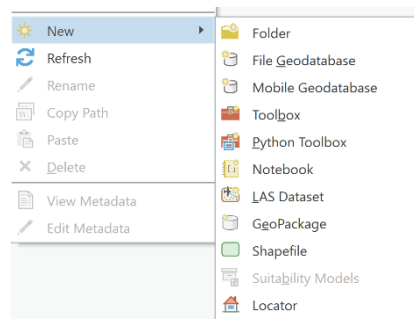 New
Refresh
Rename
Copy Path
Paste
Delete
View Metadata
Edit Metadata
Folder
File Geodatabase
Mobile Geodatabase
Toolbox
Python Toolbox
Notebook
LAS Dataset
GeoPackage
Shapefile
Suitability Models
Locator